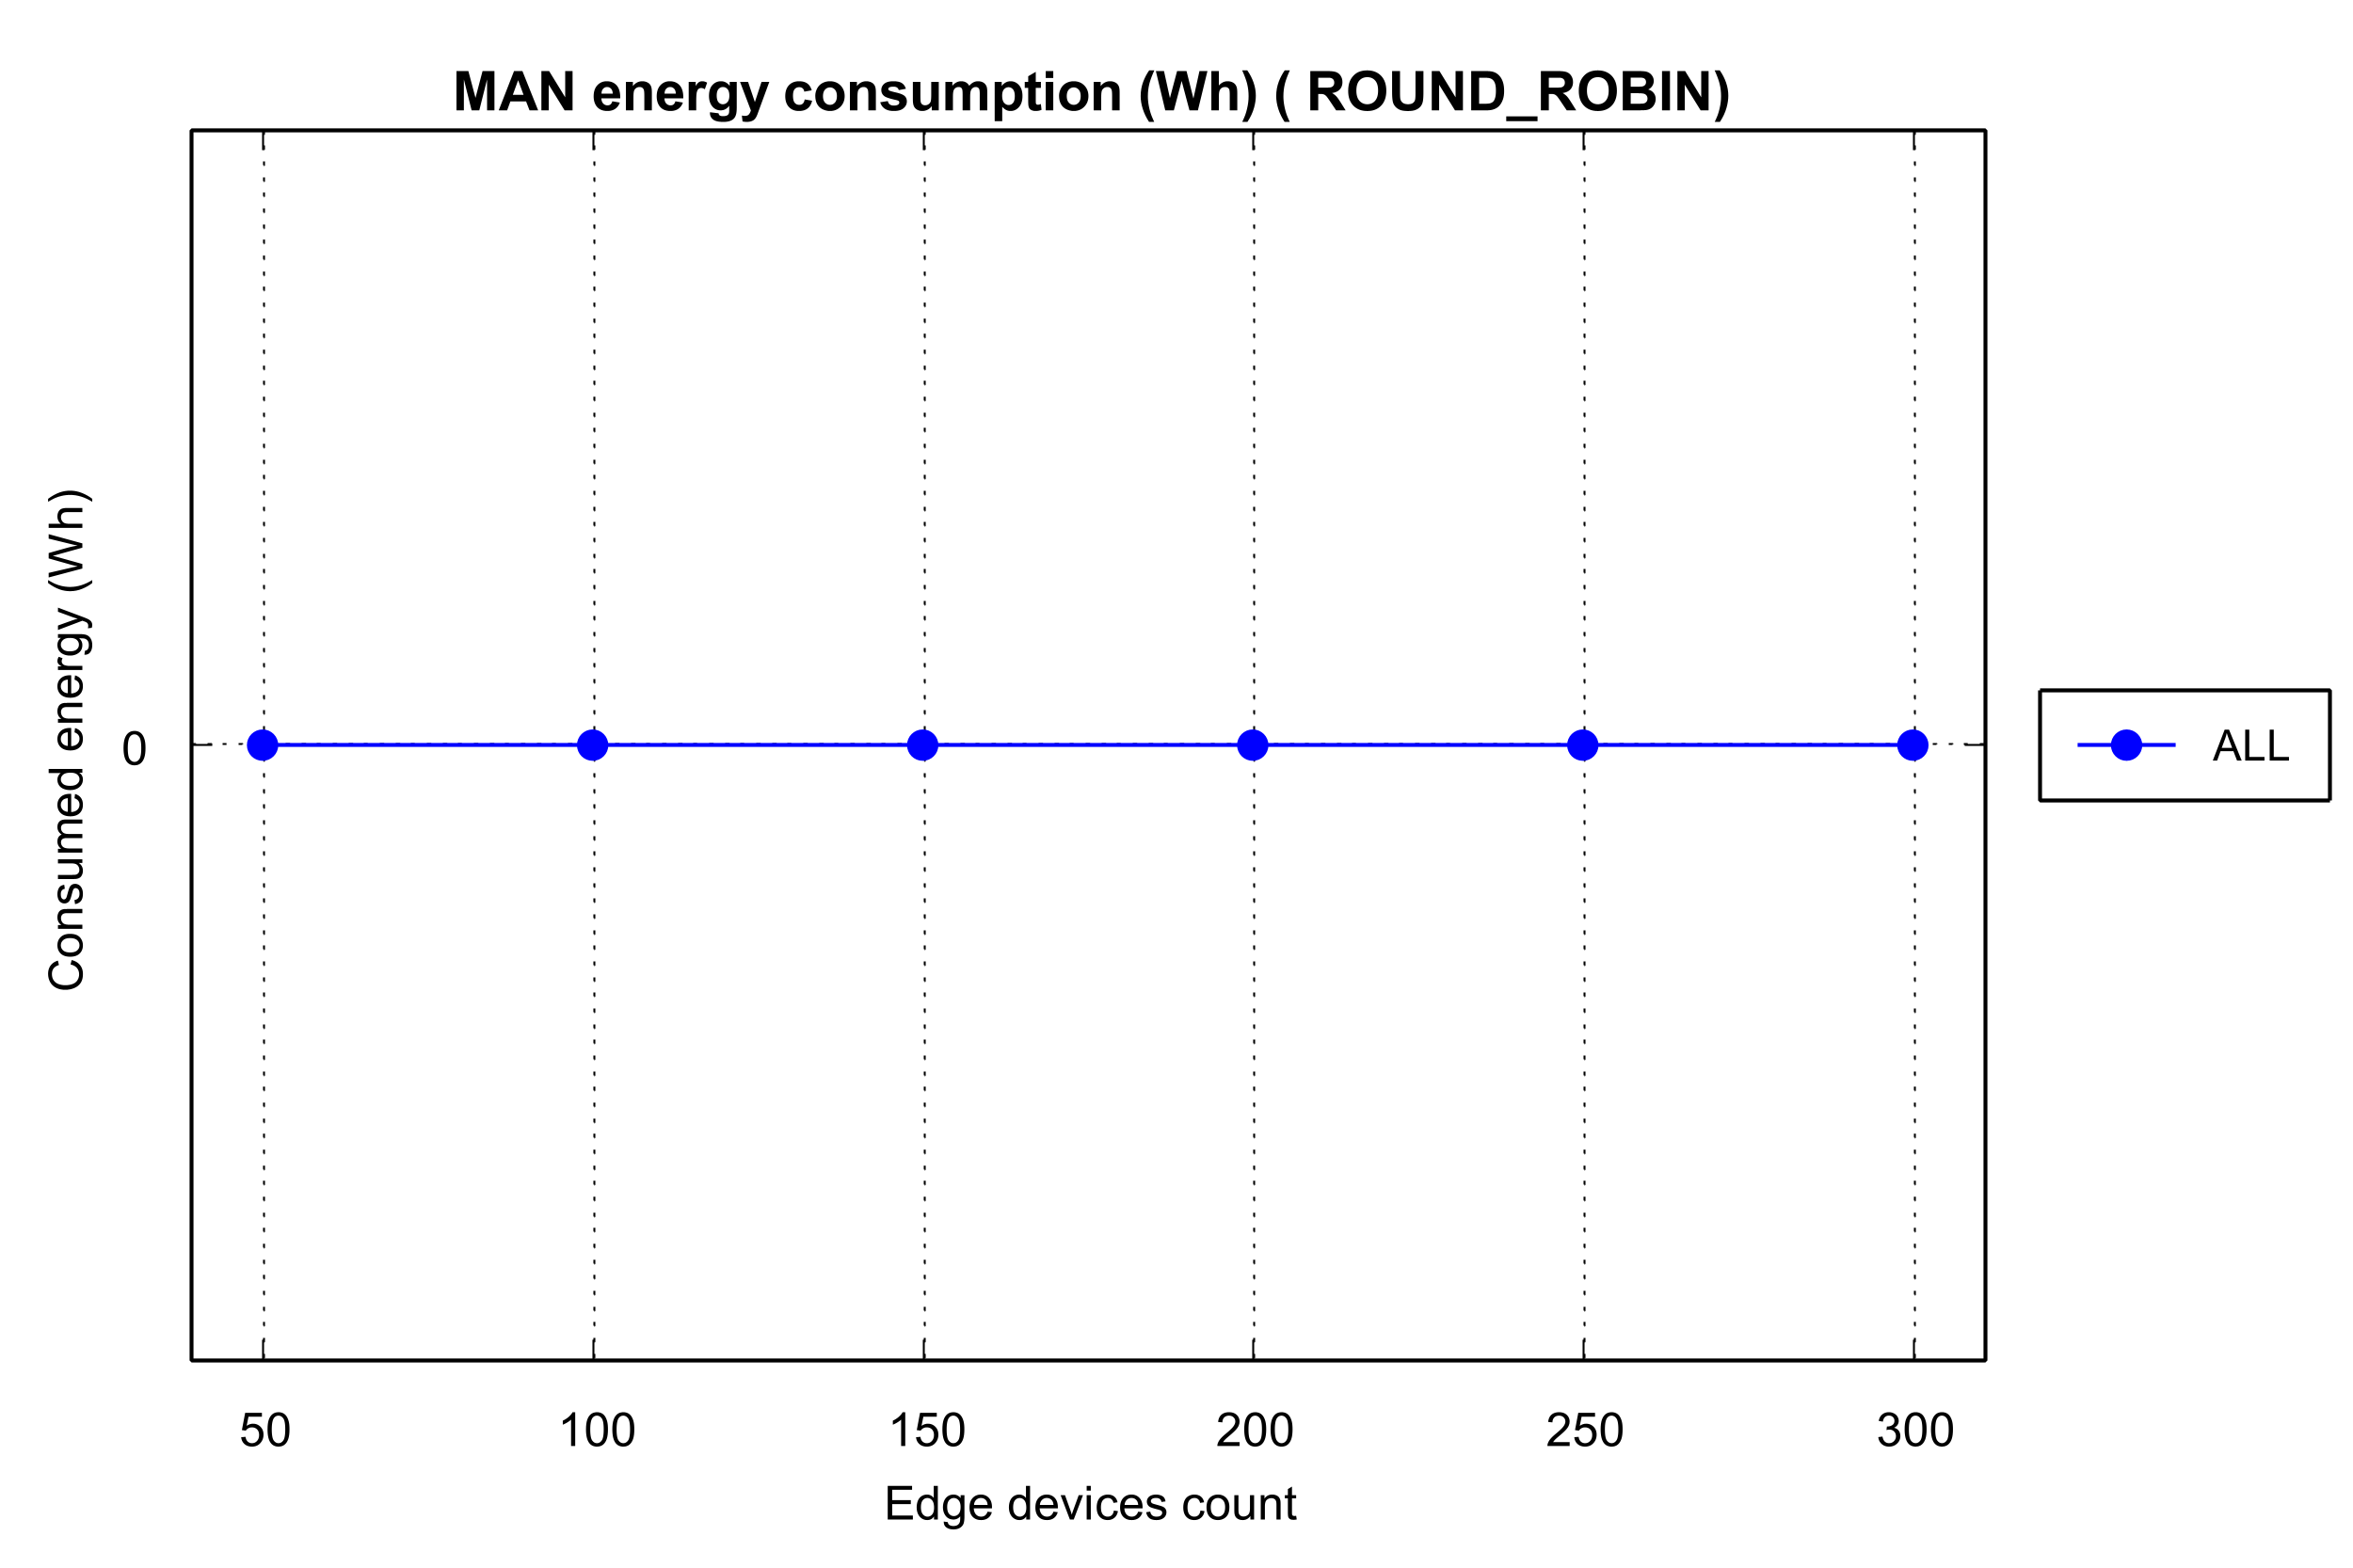 MAN energy consumption (Wh) ( ROUND_ROBIN)
Consumed energy (Wh)
0
ALL
50 100 150 200 250 300
Edge devices count